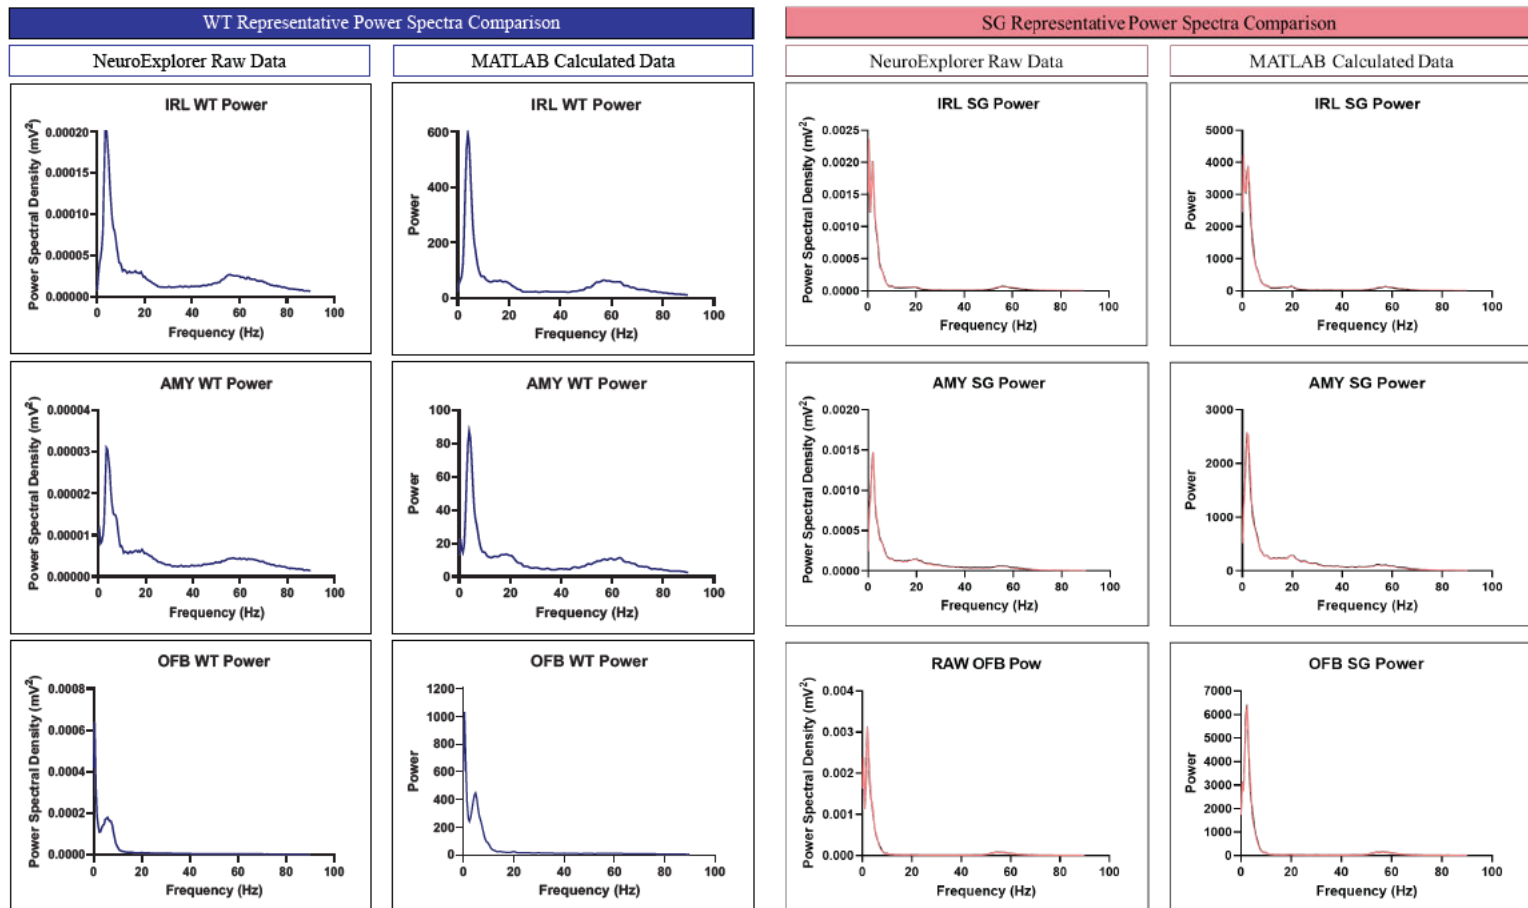 WT Representative Power Spectra Comparison
NeuroExplorer Raw Data
MATLAB Calculated Data
IRL WT Power
Power Spectral Density (mV²)
0.00020
0.00015
0.00010
0.00005
0.00000
0 20 40 60 80 100
Frequency (Hz)
IRL WT Power
Power
600
400
200
0
0 20 40 60 80 100
Frequency (Hz)
AMY WT Power
Power Spectral Density (mV²)
0.00004
0.00003
0.00002
0.00001
0.00000
0 20 40 60 80 100
Frequency (Hz)
AMY WT Power
Power
100
80
60
40
20
0
0 20 40 60 80 100
Frequency (Hz)
OFB WT Power
Power Spectral Density (mV²)
0.0008
0.0006
0.0004
0.0002
0.0000
0 20 40 60 80 100
Frequency (Hz)
OFB WT Power
Power
1200
1000
800
600
400
200
0
0 20 40 60 80 100
Frequency (Hz)
SG Representative Power Spectra Comparison
NeuroExplorer Raw Data
MATLAB Calculated Data
IRL SG Power
Power Spectral Density (mV²)
0.0025
0.0020
0.0015
0.0010
0.0005
0.0000
0 20 40 60 80 100
Frequency (Hz)
IRL SG Power
Power
5000
4000
3000
2000
1000
0
0 20 40 60 80 100
Frequency (Hz)
AMY SG Power
Power Spectral Density (mV²)
0.0020
0.0015
0.0010
0.0005
0.0000
0 20 40 60 80 100
Frequency (Hz)
AMY SG Power
Power
3000
2000
1000
0
0 20 40 60 80 100
Frequency (Hz)
RAW OFB Pow
Power Spectral Density (mV²)
0.004
0.003
0.002
0.001
0.000
0 20 40 60 80 100
Frequency (Hz)
OFB SG Power
Power
7000
6000
5000
4000
3000
2000
1000
0
0 20 40 60 80 100
Frequency (Hz)